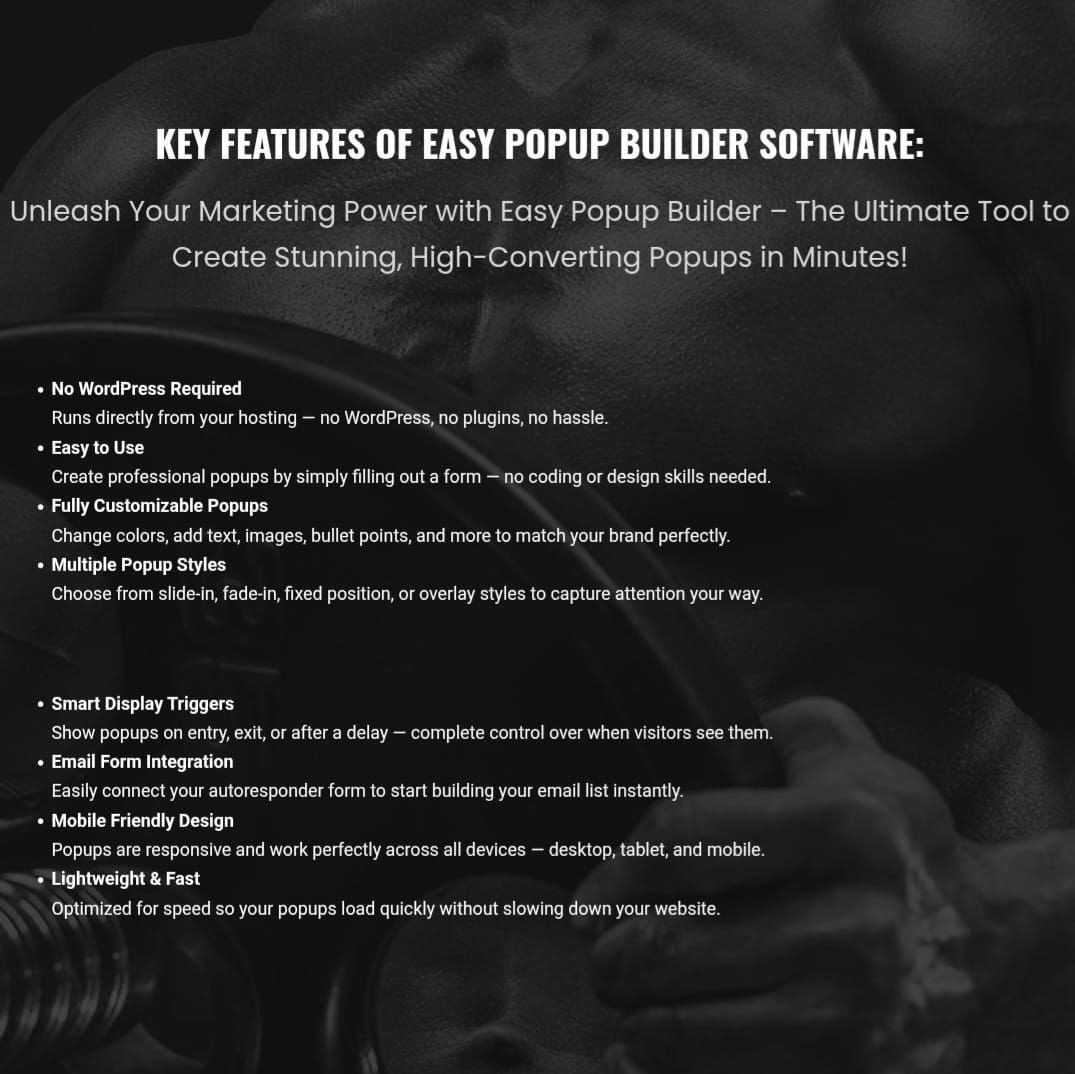 KEY FEATURES OF EASY POPUP BUILDER SOFTWARE:
Unleash Your Marketing Power with Easy Popup Builder – The Ultimate Tool to
Create Stunning, High-Converting Popups in Minutes!
• No WordPress Required
Runs directly from your hosting — no WordPress, no plugins, no hassle.
• Easy to Use
Create professional popups by simply filling out a form — no coding or design skills needed.
• Fully Customizable Popups
Change colors, add text, images, bullet points, and more to match your brand perfectly.
• Multiple Popup Styles
Choose from slide-in, fade-in, fixed position, or overlay styles to capture attention your way.
• Smart Display Triggers
Show popups on entry, exit, or after a delay — complete control over when visitors see them.
• Email Form Integration
Easily connect your autoresponder form to start building your email list instantly.
• Mobile Friendly Design
Popups are responsive and work perfectly across all devices — desktop, tablet, and mobile.
• Lightweight & Fast
Optimized for speed so your popups load quickly without slowing down your website.